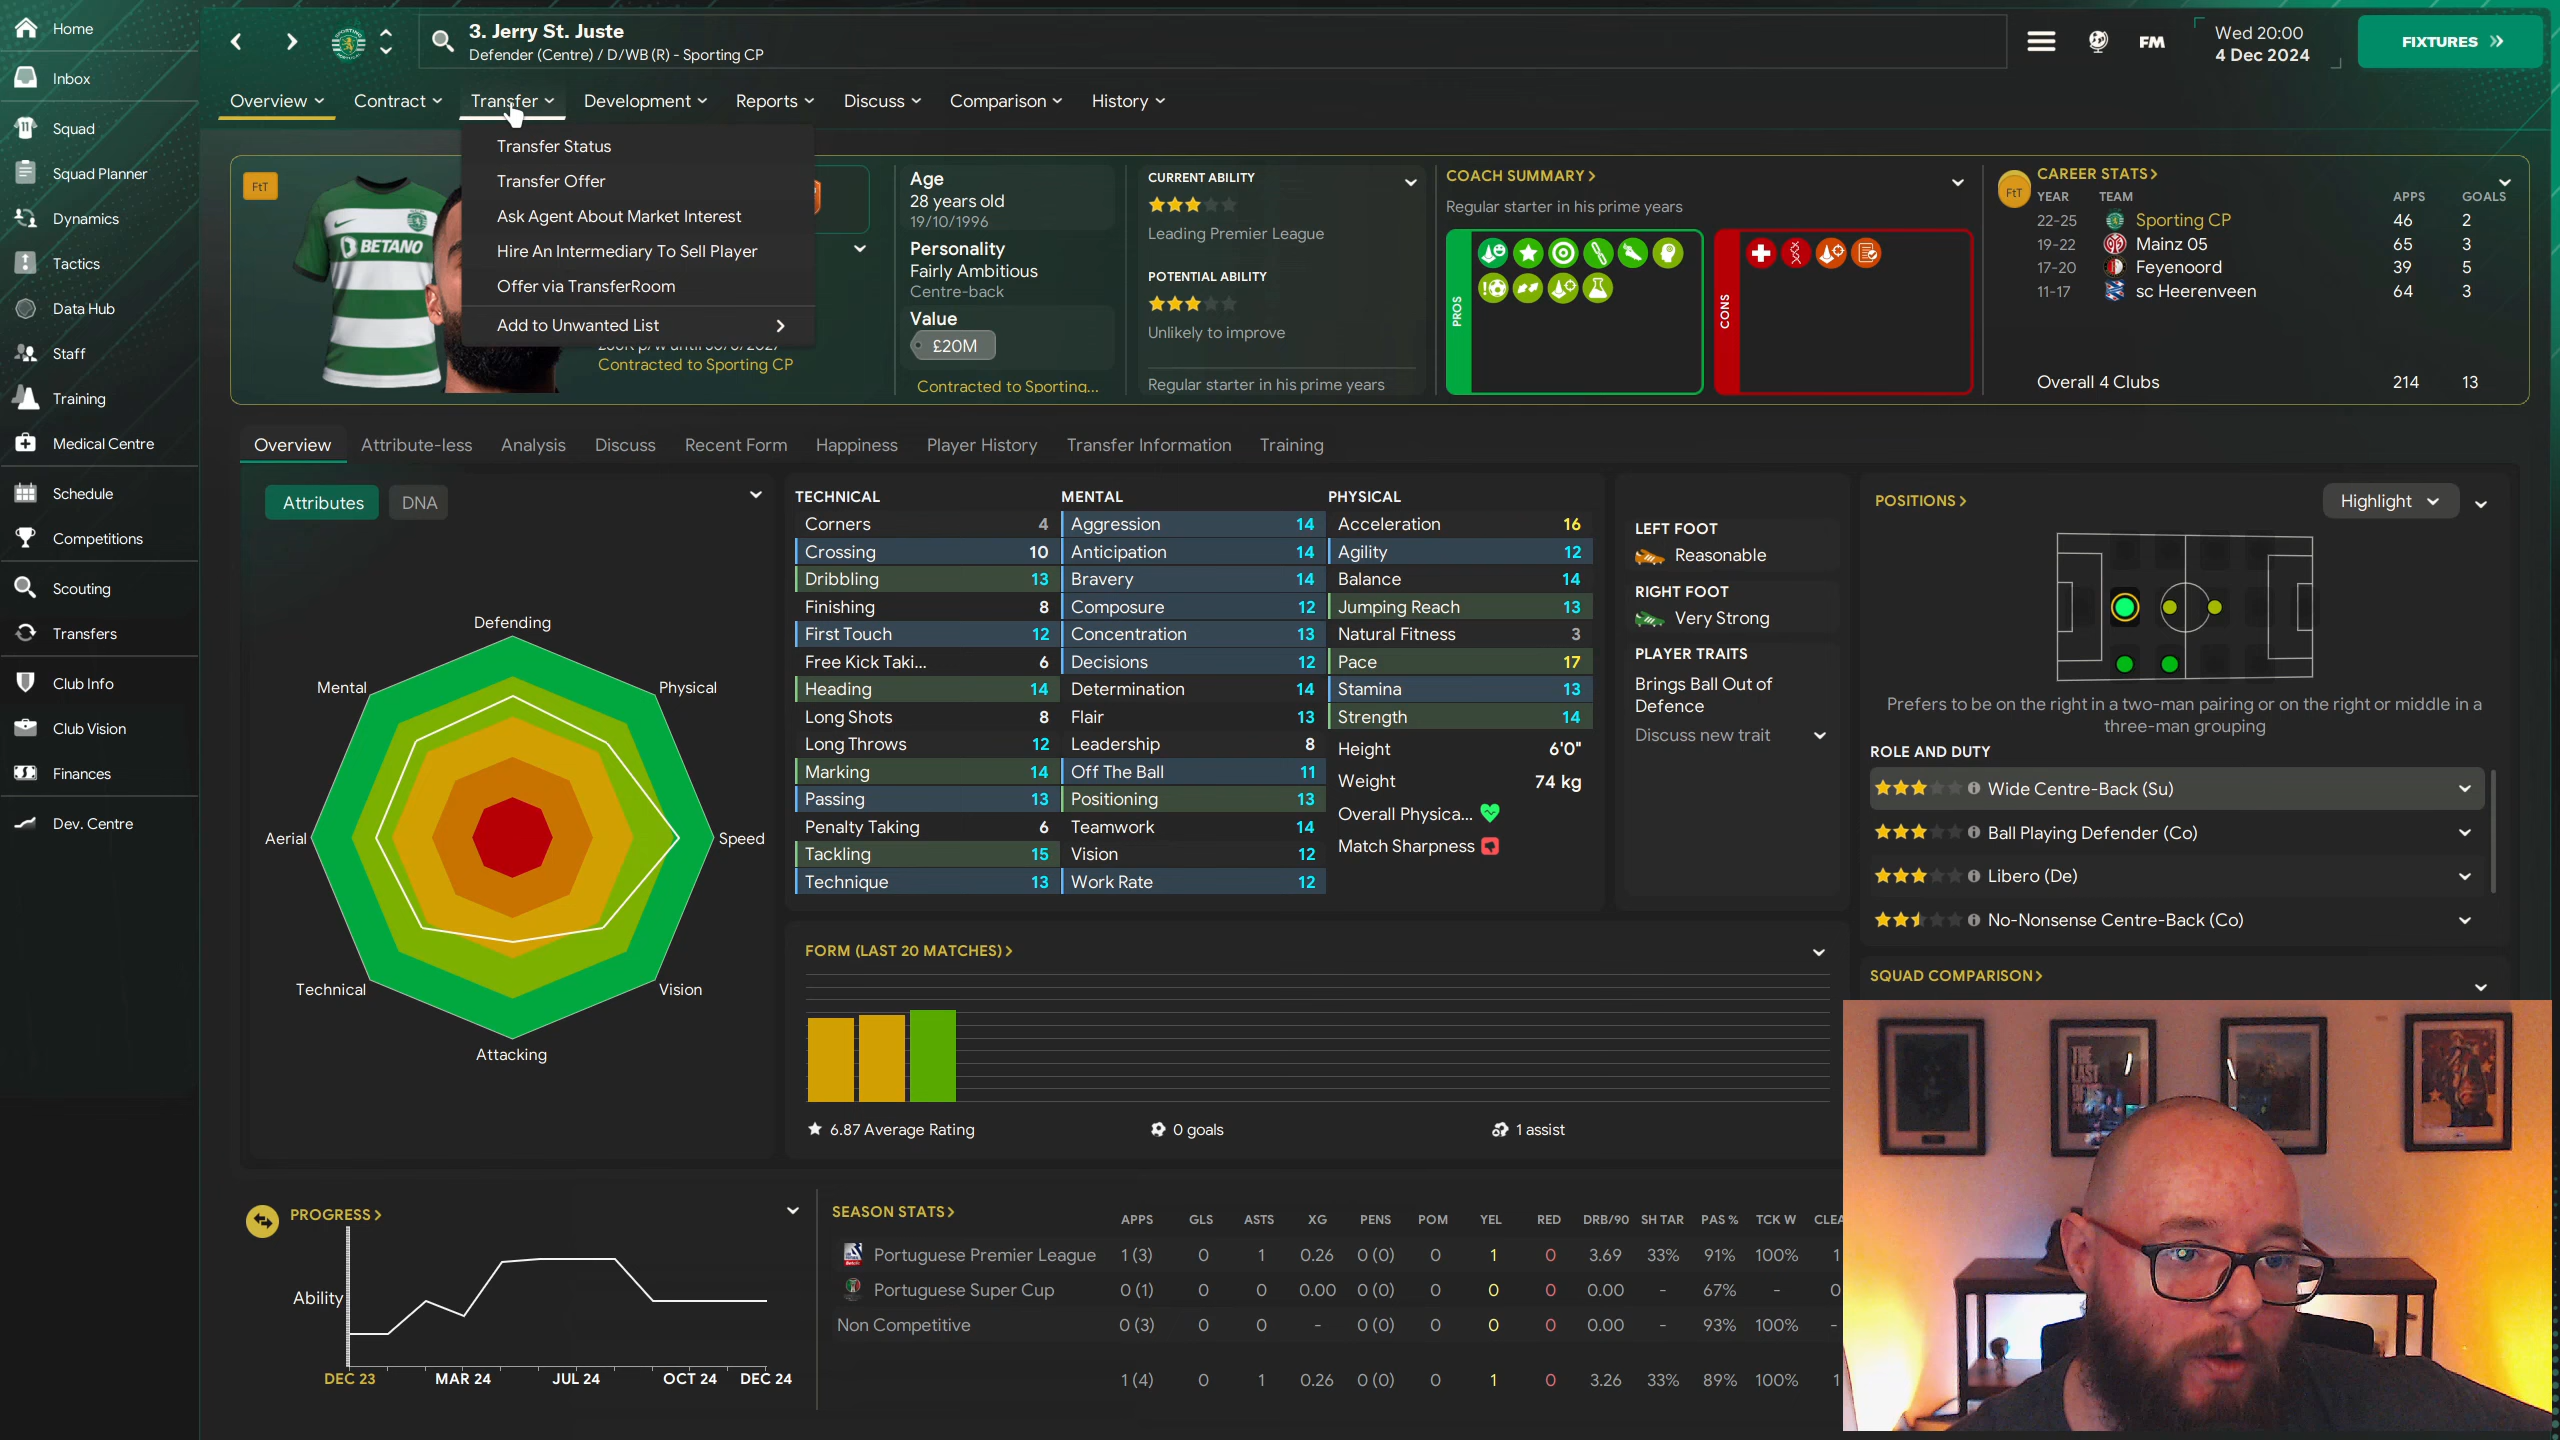 Home
Inbox
Squad
Squad Planner
Dynamics
Tactics
Data Hub
Staff
Training
Medical Centre
Schedule
Competitions
Scouting
Transfers
Club Info
Club Vision
Finances
Dev. Centre
3. Jerry St. Juste
Defender (Centre) / D/WB (R) - Sporting CP
FM
Wed 20:00
4 Dec 2024
FIXTURES
Overview Contract Transfer Development Reports Discuss Comparison History
Transfer Status
Transfer Offer
Ask Agent About Market Interest
Hire An Intermediary To Sell Player
Offer via TransferRoom
Add to Unwanted List
FtT
BETANO
Contracted to Sporting CP
Age
28 years old
19/10/1996
Personality
Fairly Ambitious
Centre-back
Value
£20M
Contracted to Sporting...
CURRENT ABILITY
Leading Premier League
POTENTIAL ABILITY
Unlikely to improve
Regular starter in his prime years
COACH SUMMARY
Regular starter in his prime years
PROS
CONS
FtT
CAREER STATS
YEAR TEAM APPS GOALS
22-25 Sporting CP 46 2
19-22 Mainz 05 65 3
17-20 Feyenoord 39 5
11-17 sc Heerenveen 64 3
Overall 4 Clubs 214 13
Overview Attribute-less Analysis Discuss Recent Form Happiness Player History Transfer Information Training
Attributes DNA
Defending
Physical
Speed
Vision
Attacking
Technical
Aerial
Mental
TECHNICAL
Corners 4
Crossing 10
Dribbling 13
Finishing 8
First Touch 12
Free Kick Taki... 6
Heading 14
Long Shots 8
Long Throws 12
Marking 14
Passing 13
Penalty Taking 6
Tackling 15
Technique 13
MENTAL
Aggression 14
Anticipation 14
Bravery 14
Composure 12
Concentration 13
Decisions 12
Determination 14
Flair 13
Leadership 8
Off The Ball 11
Positioning 13
Teamwork 14
Vision 12
Work Rate 12
PHYSICAL
Acceleration 16
Agility 12
Balance 14
Jumping Reach 13
Natural Fitness 3
Pace 17
Stamina 13
Strength 14
Height 6'0"
Weight 74 kg
Overall Physica...
Match Sharpness
LEFT FOOT
Reasonable
RIGHT FOOT
Very Strong
PLAYER TRAITS
Brings Ball Out of
Defence
Discuss new trait
POSITIONS
Highlight
Prefers to be on the right in a two-man pairing or on the right or middle in a
three-man grouping
ROLE AND DUTY
Wide Centre-Back (Su)
Ball Playing Defender (Co)
Libero (De)
No-Nonsense Centre-Back (Co)
SQUAD COMPARISON
FORM (LAST 20 MATCHES)
6.87 Average Rating
0 goals
1 assist
PROGRESS
Ability
DEC 23 MAR 24 JUL 24 OCT 24 DEC 24
SEASON STATS
APPS GLS ASTS XG PENS POM YEL RED DRB/90 SH TAR PAS % TCK W CLEA
Portuguese Premier League 1 (3) 0 1 0.26 0 (0) 0 1 0 3.69 33% 91% 100% 1
Portuguese Super Cup 0 (1) 0 0 0.00 0 (0) 0 0 0 0.00 - 67% - 0
Non Competitive 0 (3) 0 0 - 0 (0) 0 0 0 0.00 - 93% 100% -
1 (4) 0 1 0.26 0 (0) 0 1 0 3.26 33% 89% 100% 1
THE
LAST
OF